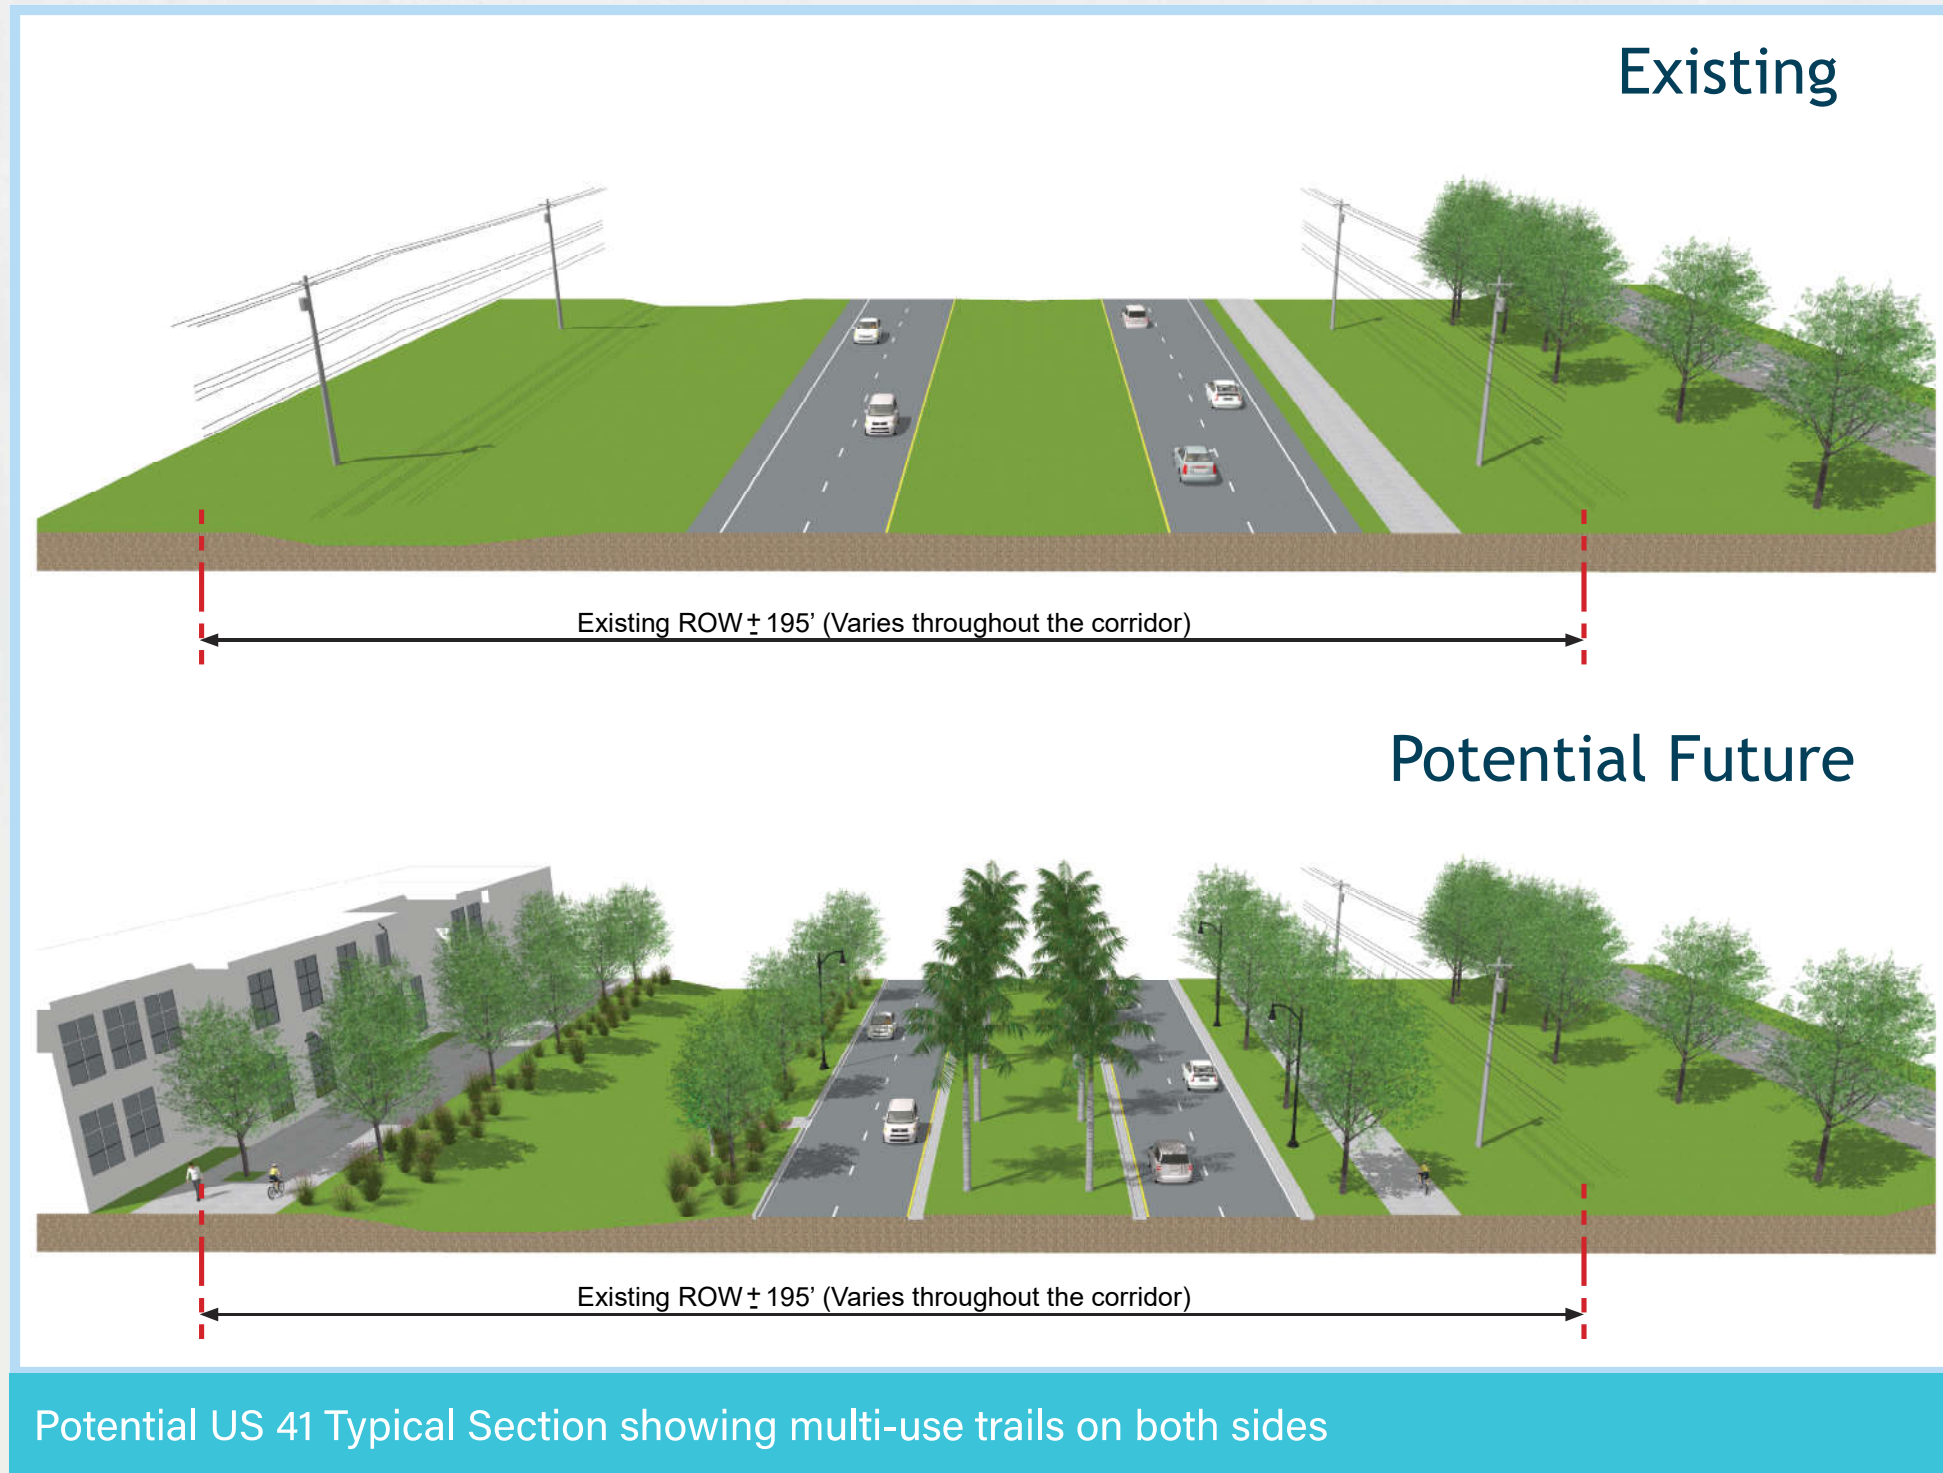 Existing
Existing ROW ± 195’ (Varies throughout the corridor)
Potential Future
Existing ROW ± 195’ (Varies throughout the corridor)
Potential US 41 Typical Section showing multi-use trails on both sides